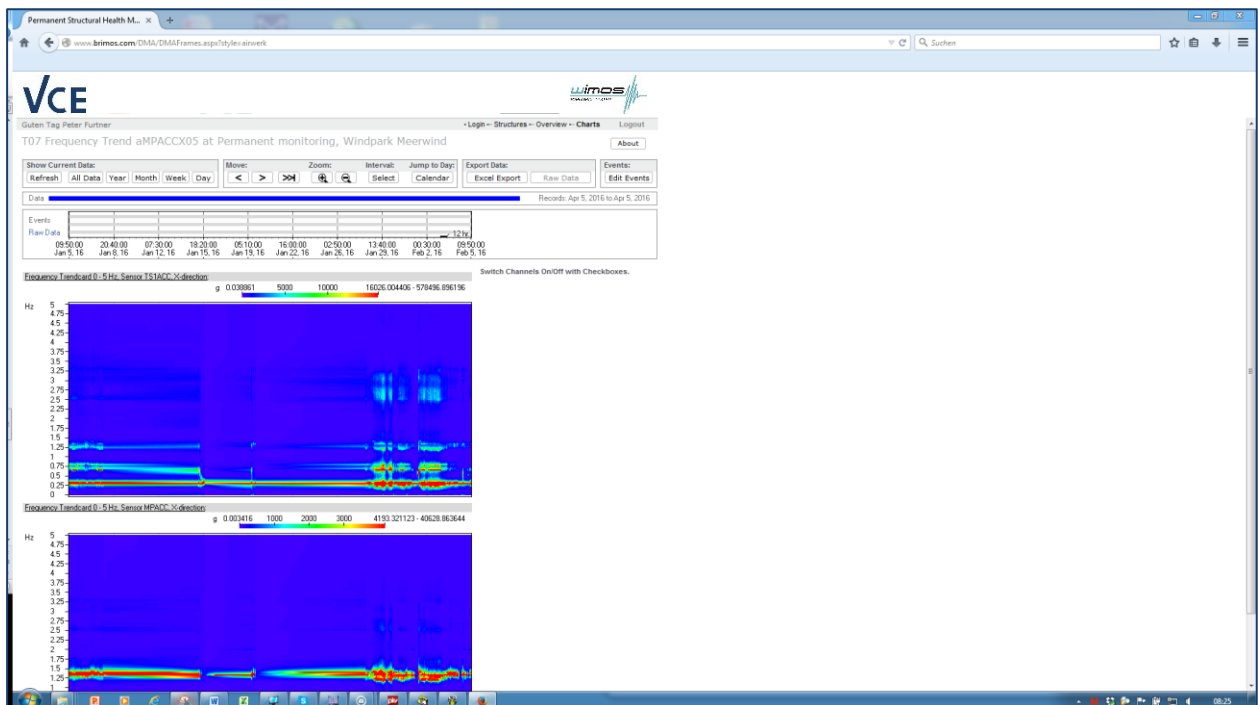 Permanent Structural Health M... × +
www.brimos.com/DMA/DMAFrames.aspx?style=airwerk
Suchen
VCE
wimos
Guten Tag Peter Furtner
Login Structures Overview Charts Logout
T07 Frequency Trend aMPACCX05 at Permanent monitoring, Windpark Meerwind
About
Show Current Data: Move: Zoom: Interval: Jump to Day: Export Data: Events:
Refresh All Data Year Month Week Day < > Select Calendar Excel Export Raw Data Edit Events
Data Records: Apr 5, 2016 to Apr 5, 2016
Events
Raw Data 12 hr.
09:50:00 20:40:00 07:30:00 18:20:00 05:10:00 16:00:00 02:50:00 13:40:00 00:30:00 09:50:00
Jan 5, 16 Jan 8, 16 Jan 12, 16 Jan 15, 16 Jan 19, 16 Jan 22, 16 Jan 26, 16 Jan 29, 16 Feb 2, 16 Feb 5, 16
Switch Channels On/Off with Checkboxes.
Frequency Trendcard 0 - 5 Hz, Sensor TS1ACC, X-direction:
g 0.038861 5000 10000 16026.004406 - 578496.896196
Hz 5
4.75
4.5
4.25
4
3.75
3.5
3.25
3
2.75
2.5
2.25
2
1.75
1.5
1.25
1
0.75
0.5
0.25
0
Frequency Trendcard 0 - 5 Hz, Sensor MPACC, X-direction:
g 0.003416 1000 2000 3000 4193.321123 - 40628.863644
Hz 5
4.75
4.5
4.25
4
3.75
3.5
3.25
3
2.75
2.5
2.25
2
1.75
1.5
1.25
1
08:25